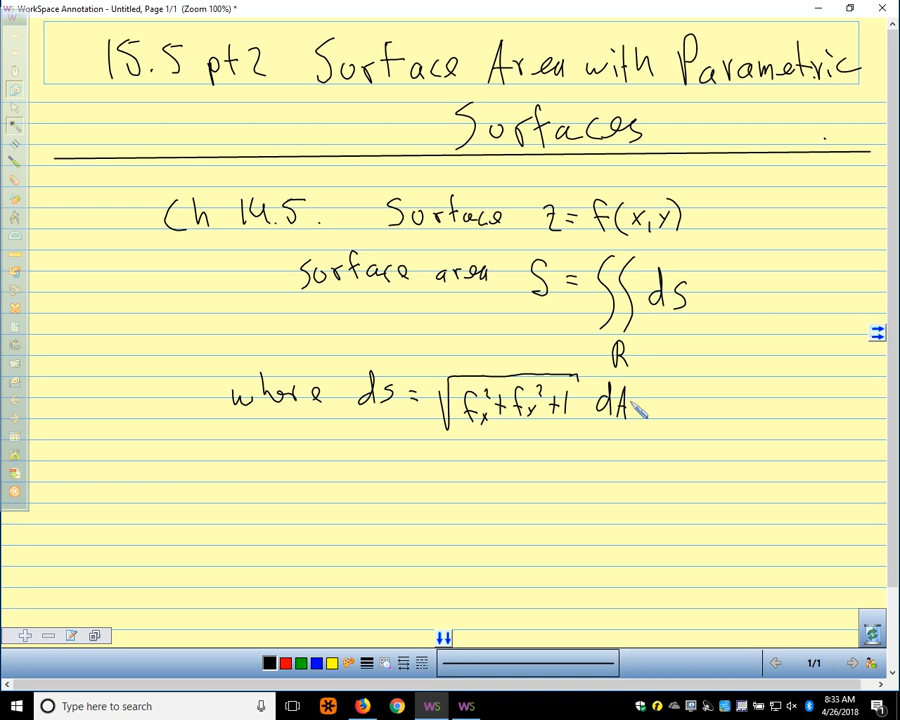 WorkSpace Annotation - Untitled, Page 1/1 (Zoom 100%) *
15.5 pt2 Surface Area with Parametric
Surfaces
Ch 14.5. Surface z = f(x,y)
surface area S = ∬ ds
R
where ds = √(fx² + fy² + 1) dA
1/1
Type here to search
WS WS
8:33 AM
4/26/2018